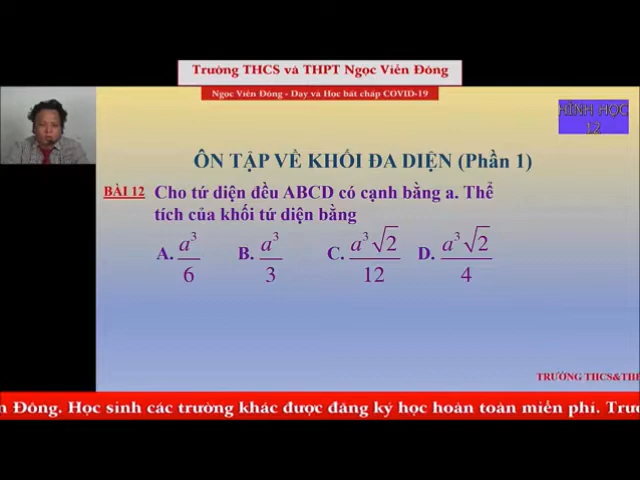 Trường THCS và THPT Ngọc Viễn Đông
Ngọc Viễn Đông - Dạy và Học bất chấp COVID-19
HÌNH HỌC
12
ÔN TẬP VỀ KHỐI ĐA DIỆN (Phần 1)
BÀI 12 Cho tứ diện đều ABCD có cạnh bằng a. Thể
tích của khối tứ diện bằng
A. a³/6 B. a³/3 C. a³√2/12 D. a³√2/4
TRƯỜNG THCS&THP
n Đông. Học sinh các trường khác được đăng ký học hoàn toàn miễn phí. Trư